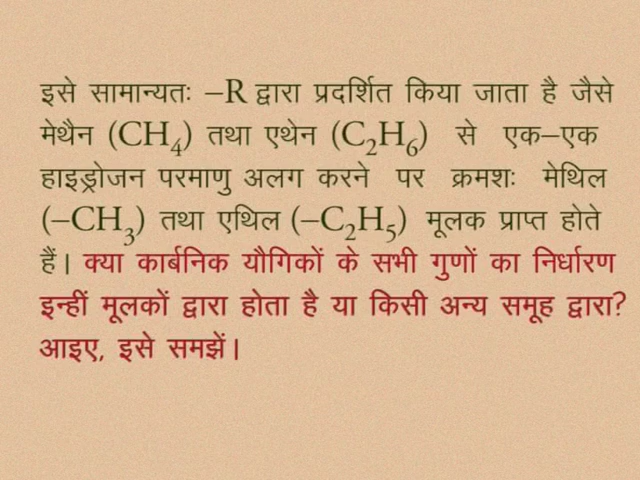 इसे सामान्यतः –R द्वारा प्रदर्शित किया जाता है जैसे
मेथैन (CH₄) तथा एथेन (C₂H₆) से एक–एक
हाइड्रोजन परमाणु अलग करने पर क्रमशः मेथिल
(–CH₃) तथा एथिल (–C₂H₅) मूलक प्राप्त होते
हैं। क्या कार्बनिक यौगिकों के सभी गुणों का निर्धारण
इन्हीं मूलकों द्वारा होता है या किसी अन्य समूह द्वारा?
आइए, इसे समझें।